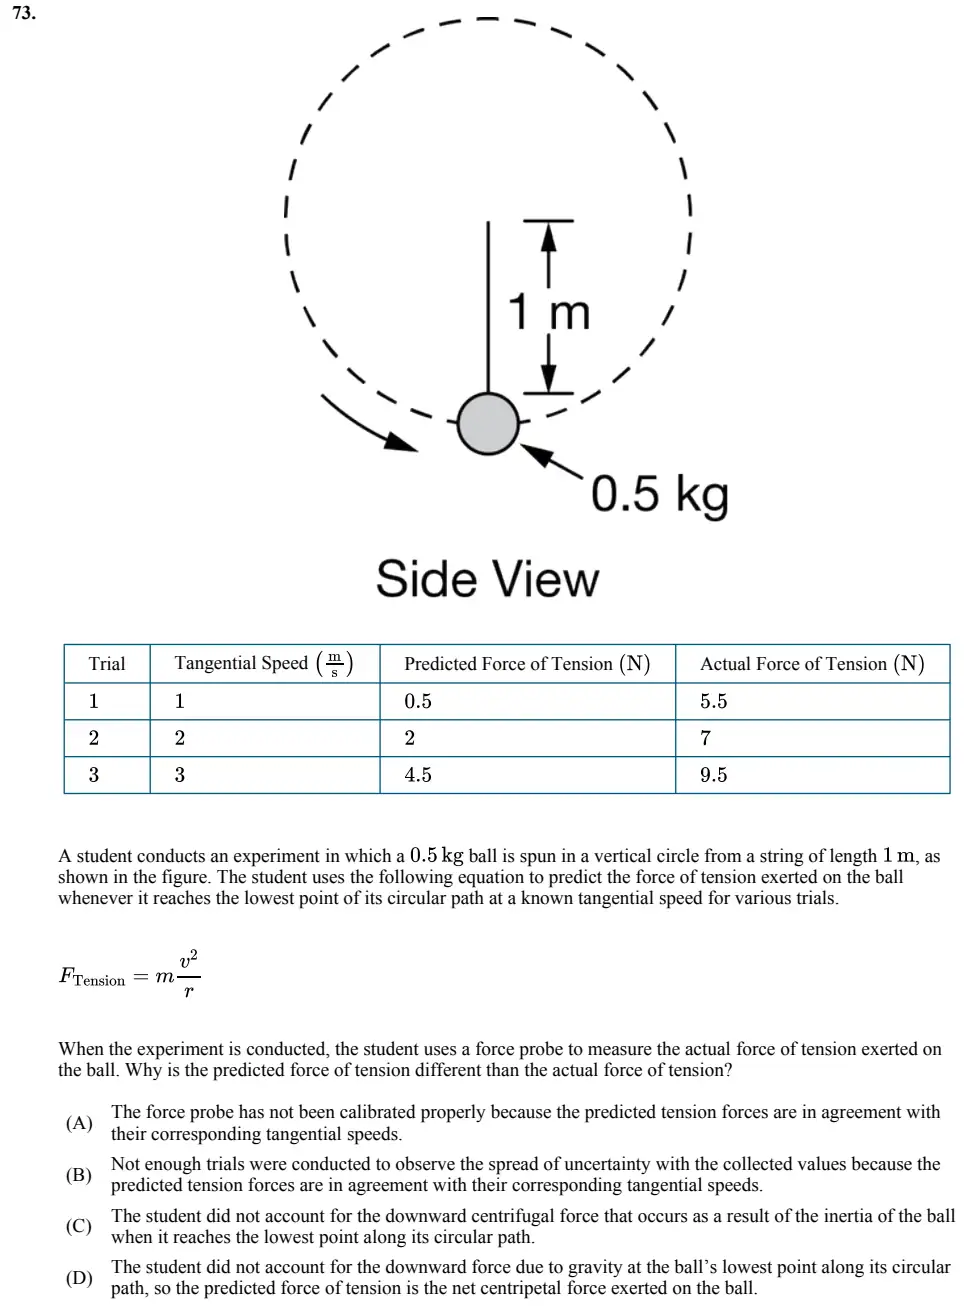 73.
1 m
0.5 kg
Side View
Trial Tangential Speed (m/s) Predicted Force of Tension (N) Actual Force of Tension (N)
1 1 0.5 5.5
2 2 2 7
3 3 4.5 9.5
A student conducts an experiment in which a 0.5 kg ball is spun in a vertical circle from a string of length 1 m, as
shown in the figure. The student uses the following equation to predict the force of tension exerted on the ball
whenever it reaches the lowest point of its circular path at a known tangential speed for various trials.
F_Tension = m v²/r
When the experiment is conducted, the student uses a force probe to measure the actual force of tension exerted on
the ball. Why is the predicted force of tension different than the actual force of tension?
(A) The force probe has not been calibrated properly because the predicted tension forces are in agreement with
their corresponding tangential speeds.
(B) Not enough trials were conducted to observe the spread of uncertainty with the collected values because the
predicted tension forces are in agreement with their corresponding tangential speeds.
(C) The student did not account for the downward centrifugal force that occurs as a result of the inertia of the ball
when it reaches the lowest point along its circular path.
(D) The student did not account for the downward force due to gravity at the ball's lowest point along its circular
path, so the predicted force of tension is the net centripetal force exerted on the ball.